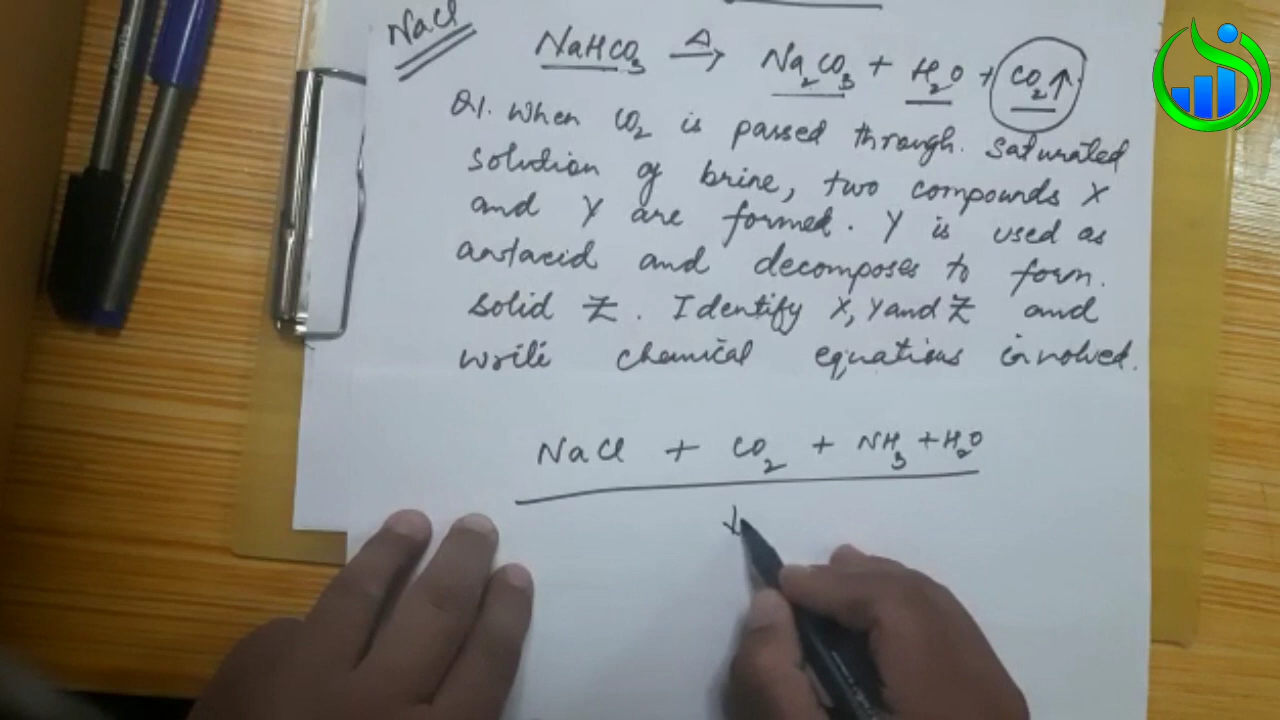 NaCl
NaHCO₃ —Δ→ Na₂CO₃ + H₂O + CO₂↑
Q1. When CO₂ is passed through. saturated
solution of brine, two compounds X
and Y are formed. Y is used as
antacid and decomposes to form.
solid Z. Identify X, Y and Z and
write chemical equations involved.
NaCl + CO₂ + NH₃ + H₂O
↓